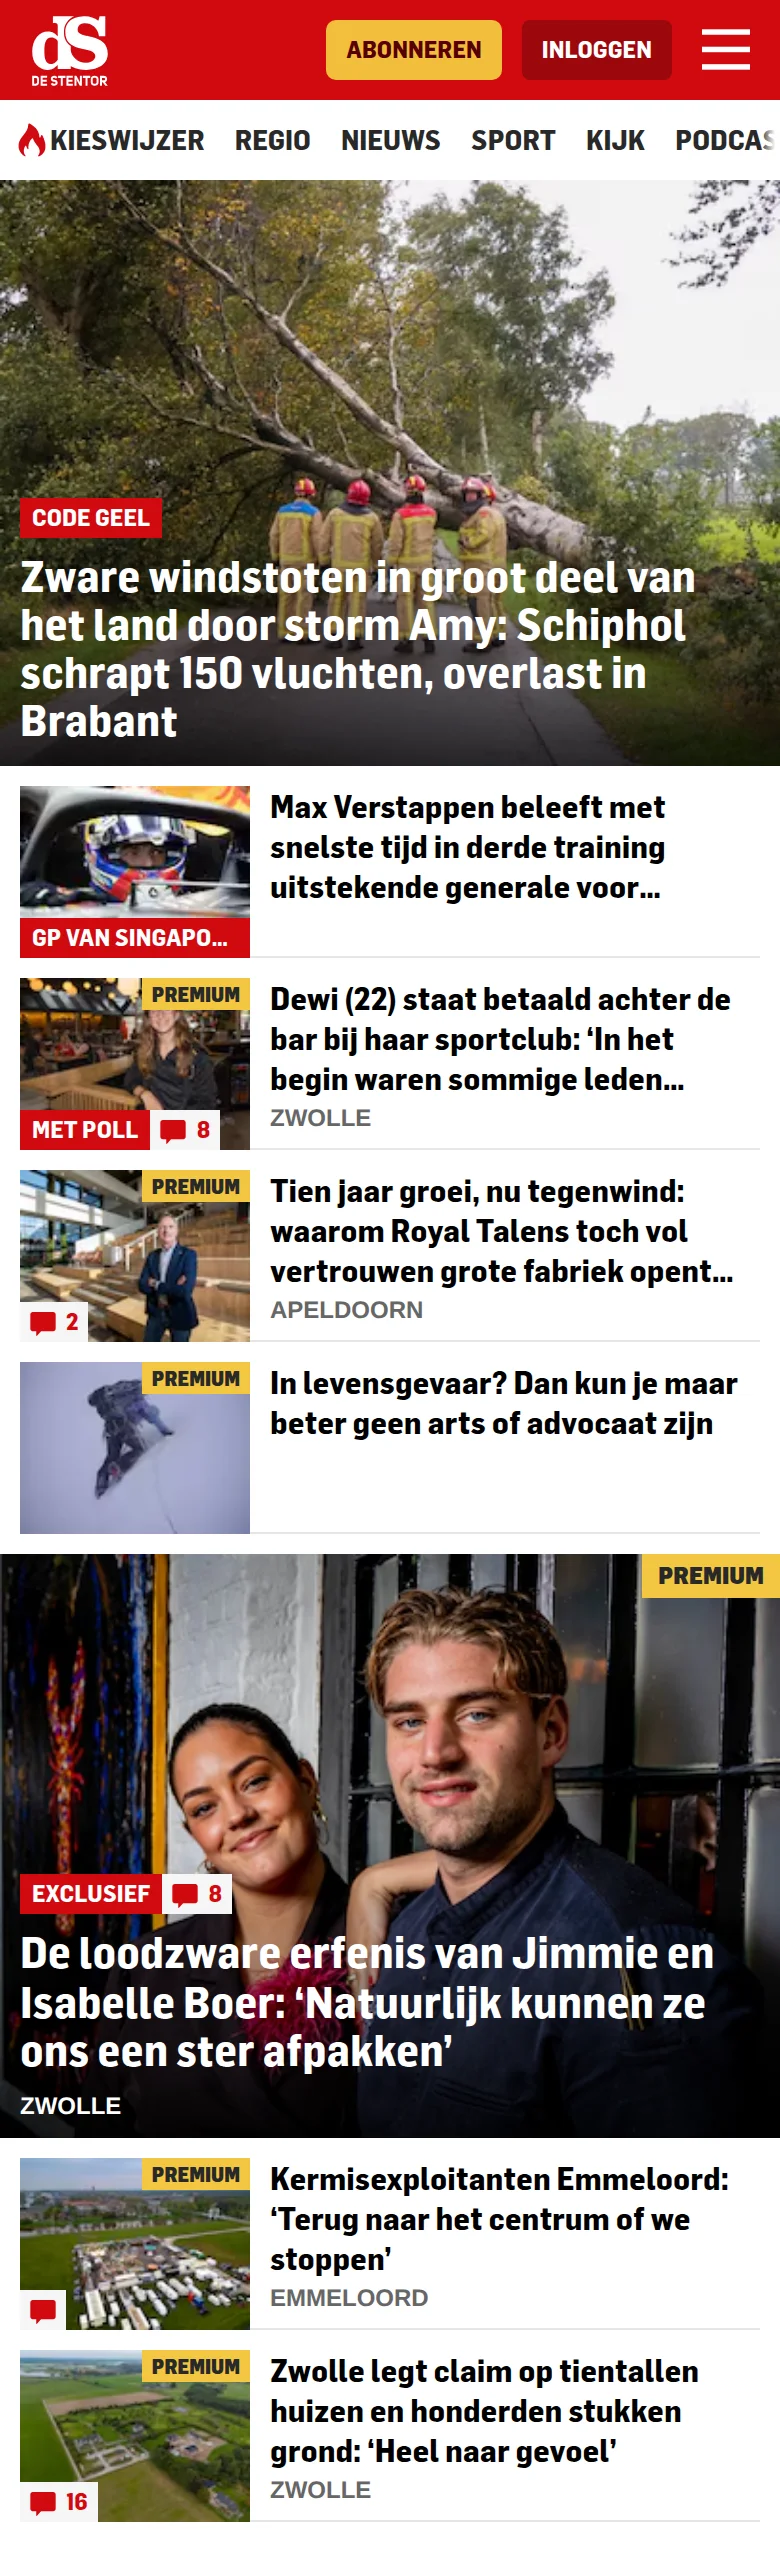 dS
DE STENTOR
ABONNEREN
INLOGGEN
KIESWIJZER REGIO NIEUWS SPORT KIJK PODCAS
CODE GEEL
Zware windstoten in groot deel van
het land door storm Amy: Schiphol
schrapt 150 vluchten, overlast in
Brabant
GP VAN SINGAPO...
Max Verstappen beleeft met
snelste tijd in derde training
uitstekende generale voor...
PREMIUM
MET POLL 8
Dewi (22) staat betaald achter de
bar bij haar sportclub: ‘In het
begin waren sommige leden...
ZWOLLE
PREMIUM
2
Tien jaar groei, nu tegenwind:
waarom Royal Talens toch vol
vertrouwen grote fabriek opent...
APELDOORN
PREMIUM
In levensgevaar? Dan kun je maar
beter geen arts of advocaat zijn
PREMIUM
EXCLUSIEF 8
De loodzware erfenis van Jimmie en
Isabelle Boer: ‘Natuurlijk kunnen ze
ons een ster afpakken’
ZWOLLE
PREMIUM
Kermisexploitanten Emmeloord:
‘Terug naar het centrum of we
stoppen’
EMMELOORD
PREMIUM
16
Zwolle legt claim op tientallen
huizen en honderden stukken
grond: ‘Heel naar gevoel’
ZWOLLE